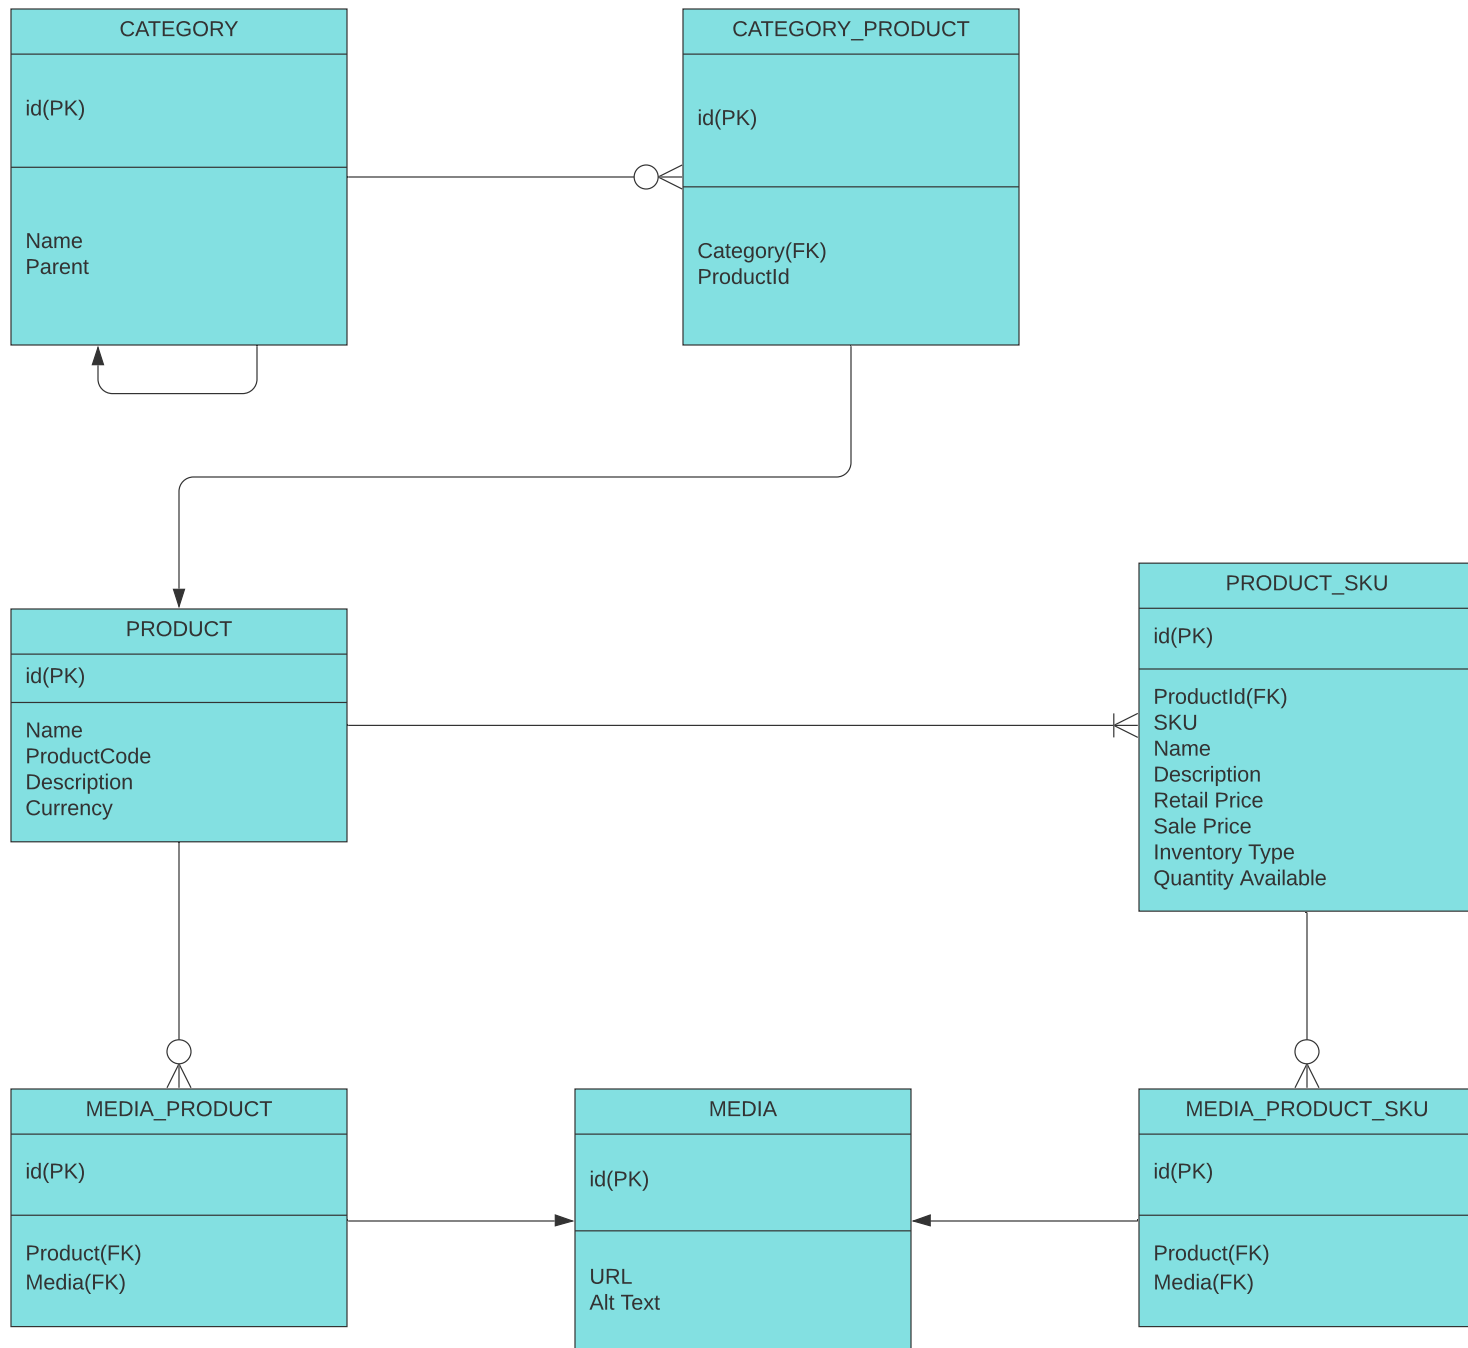 CATEGORY
id(PK)
Name
Parent
CATEGORY_PRODUCT
id(PK)
Category(FK)
ProductId
PRODUCT
id(PK)
Name
ProductCode
Description
Currency
PRODUCT_SKU
id(PK)
ProductId(FK)
SKU
Name
Description
Retail Price
Sale Price
Inventory Type
Quantity Available
MEDIA_PRODUCT
id(PK)
Product(FK)
Media(FK)
MEDIA
id(PK)
URL
Alt Text
MEDIA_PRODUCT_SKU
id(PK)
Product(FK)
Media(FK)